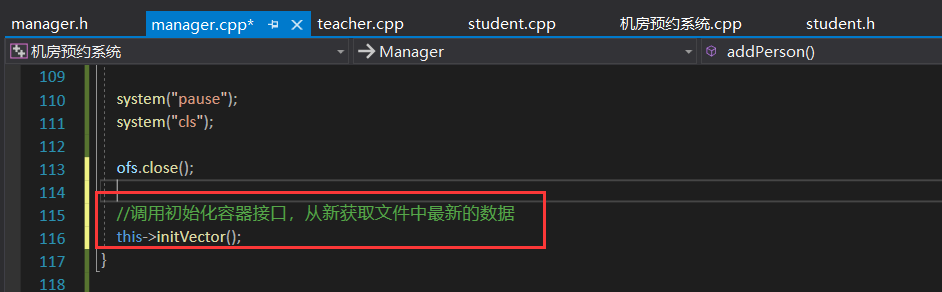 manager.h manager.cpp* teacher.cpp student.cpp 机房预约系统.cpp student.h
机房预约系统 Manager addPerson()
109
110 system("pause");
111 system("cls");
112
113 ofs.close();
114
115 //调用初始化容器接口，从新获取文件中最新的数据
116 this->initVector();
117 }
118